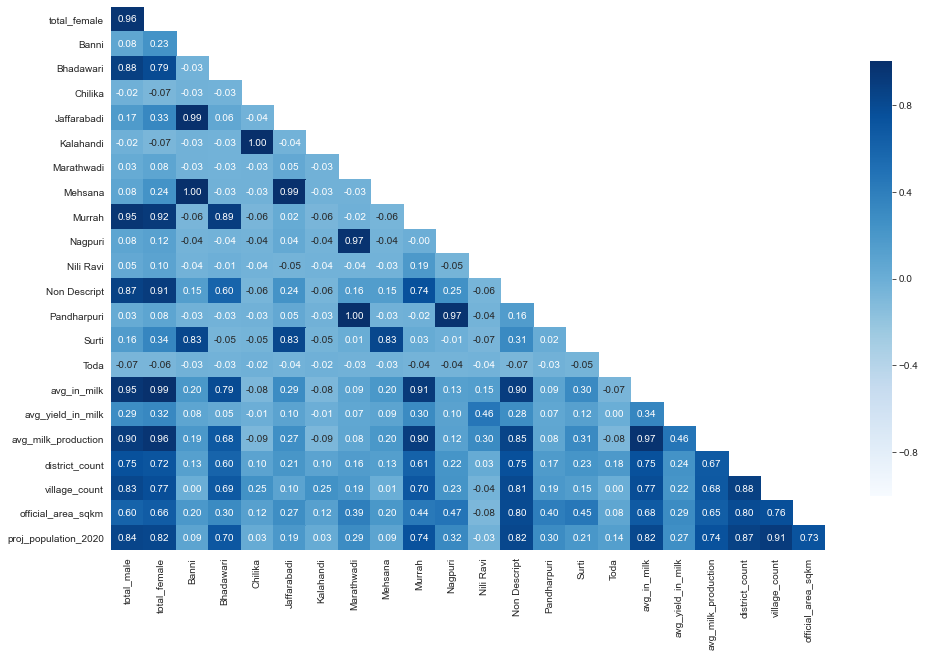 total_female 0.96
Banni 0.08 0.23
Bhadawari 0.88 0.79 -0.03
Chilika -0.02 -0.07 -0.03 -0.03
Jaffarabadi 0.17 0.33 0.99 0.06 -0.04
Kalahandi -0.02 -0.07 -0.03 -0.03 1.00 -0.04
Marathwadi 0.03 0.08 -0.03 -0.03 -0.03 0.05 -0.03
Mehsana 0.08 0.24 1.00 -0.03 -0.03 0.99 -0.03 -0.03
Murrah 0.95 0.92 -0.06 0.89 -0.06 0.02 -0.06 -0.02 -0.06
Nagpuri 0.08 0.12 -0.04 -0.04 -0.04 0.04 -0.04 0.97 -0.04 -0.00
Nili Ravi 0.05 0.10 -0.04 -0.01 -0.04 -0.05 -0.04 -0.04 -0.03 0.19 -0.05
Non Descript 0.87 0.91 0.15 0.60 -0.06 0.24 -0.06 0.16 0.15 0.74 0.25 -0.06
Pandharpuri 0.03 0.08 -0.03 -0.03 -0.03 0.05 -0.03 1.00 -0.03 -0.02 0.97 -0.04 0.16
Surti 0.16 0.34 0.83 -0.05 -0.05 0.83 -0.05 0.01 0.83 0.03 -0.01 -0.07 0.31 0.02
Toda -0.07 -0.06 -0.03 -0.03 -0.02 -0.04 -0.02 -0.03 -0.03 -0.04 -0.04 -0.04 -0.07 -0.03 -0.05
avg_in_milk 0.95 0.99 0.20 0.79 -0.08 0.29 -0.08 0.09 0.20 0.91 0.13 0.15 0.90 0.09 0.30 -0.07
avg_yield_in_milk 0.29 0.32 0.08 0.05 -0.01 0.10 -0.01 0.07 0.09 0.30 0.10 0.46 0.28 0.07 0.12 0.00 0.34
avg_milk_production 0.90 0.96 0.19 0.68 -0.09 0.27 -0.09 0.08 0.20 0.90 0.12 0.30 0.85 0.08 0.31 -0.08 0.97 0.46
district_count 0.75 0.72 0.13 0.60 0.10 0.21 0.10 0.16 0.13 0.61 0.22 0.03 0.75 0.17 0.23 0.18 0.75 0.24 0.67
village_count 0.83 0.77 0.00 0.69 0.25 0.10 0.25 0.19 0.01 0.70 0.23 -0.04 0.81 0.19 0.15 0.00 0.77 0.22 0.68 0.88
official_area_sqkm 0.60 0.66 0.20 0.30 0.12 0.27 0.12 0.39 0.20 0.44 0.47 -0.08 0.80 0.40 0.45 0.08 0.68 0.29 0.65 0.80 0.76
proj_population_2020 0.84 0.82 0.09 0.70 0.03 0.19 0.03 0.29 0.09 0.74 0.32 -0.03 0.82 0.30 0.21 0.14 0.82 0.27 0.74 0.87 0.91 0.73
total_male
total_female
Banni
Bhadawari
Chilika
Jaffarabadi
Kalahandi
Marathwadi
Mehsana
Murrah
Nagpuri
Nili Ravi
Non Descript
Pandharpuri
Surti
Toda
avg_in_milk
avg_yield_in_milk
avg_milk_production
district_count
village_count
official_area_sqkm
0.8
0.4
0.0
-0.4
-0.8